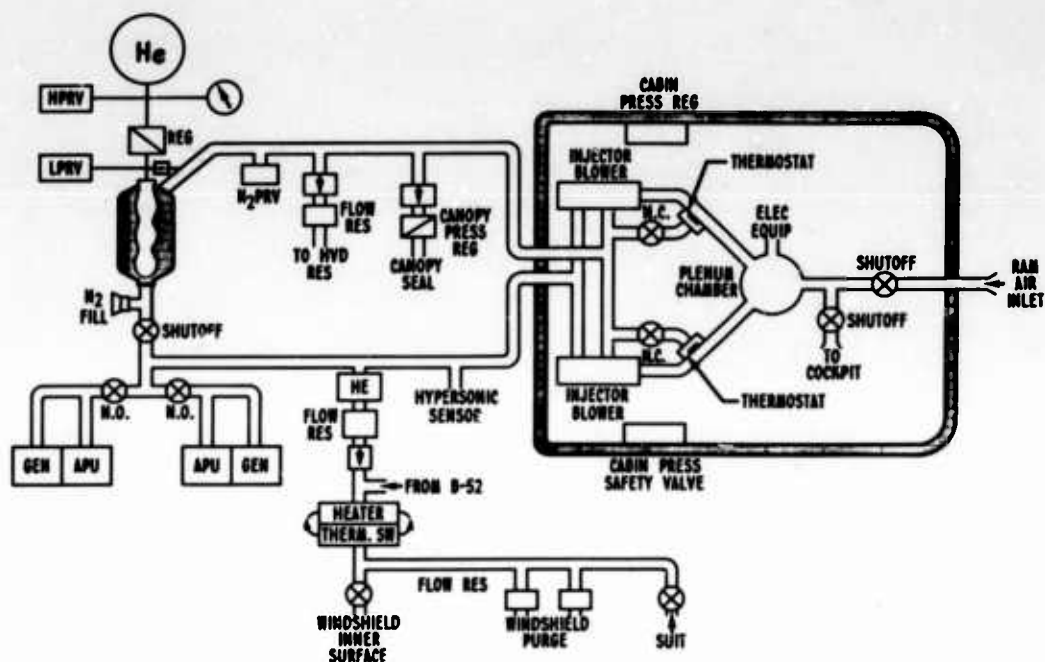 He
HPRV
REG
LPRV
N2 PRV
FLOW
RES
TO HYD
RES
CANOPY
PRESS
REG
CANOPY
SEAL
N2
FILL
SHUTOFF
N.O.
N.O.
GEN
APU
APU
GEN
HE
FLOW
RES
HYPERSONIC
SENSOR
FROM B-52
HEATER
THERM. SW
FLOW RES
WINDSHIELD
INNER
SURFACE
WINDSHIELD
PURGE
SUIT
CABIN
PRESS REG
INJECTOR
BLOWER
THERMOSTAT
N.C.
ELEC
EQUIP
PLENUM
CHAMBER
SHUTOFF
RAM
AIR
INLET
SHUTOFF
TO
COCKPIT
N.C.
INJECTOR
BLOWER
THERMOSTAT
CABIN PRESS
SAFETY VALVE